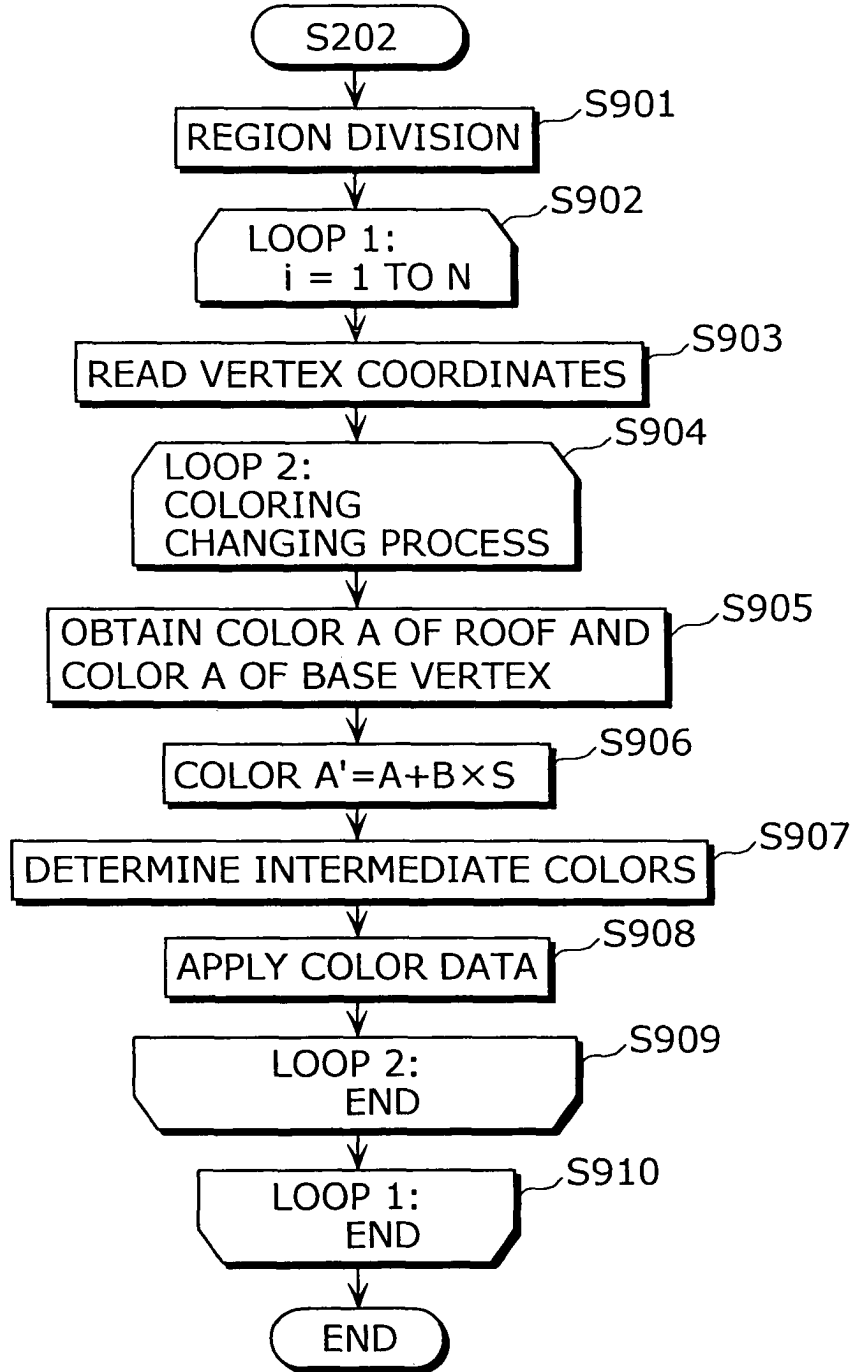 S202
S901
REGION DIVISION
S902
LOOP 1:
i = 1 TO N
S903
READ VERTEX COORDINATES
S904
LOOP 2:
COLORING
CHANGING PROCESS
S905
OBTAIN COLOR A OF ROOF AND
COLOR A OF BASE VERTEX
S906
COLOR A'=A+B×S
S907
DETERMINE INTERMEDIATE COLORS
S908
APPLY COLOR DATA
S909
LOOP 2:
END
S910
LOOP 1:
END
END